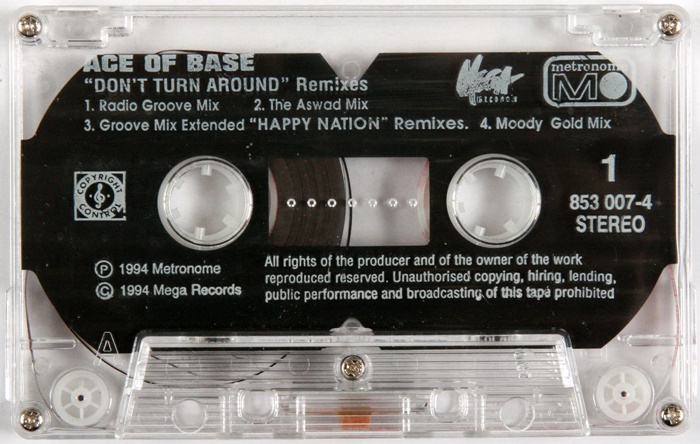 ACE OF BASE
"DON'T TURN AROUND" Remixes
1. Radio Groove Mix 2. The Aswad Mix
3. Groove Mix Extended "HAPPY NATION" Remixes. 4. Moody Gold Mix
MEGA
RECORDS
metronome
M
COPYRIGHT
CONTROL
1
853 007-4
STEREO
Ⓟ 1994 Metronome
© 1994 Mega Records
All rights of the producer and of the owner of the work
reproduced reserved. Unauthorised copying, hiring, lending,
public performance and broadcasting of this tape prohibited
A